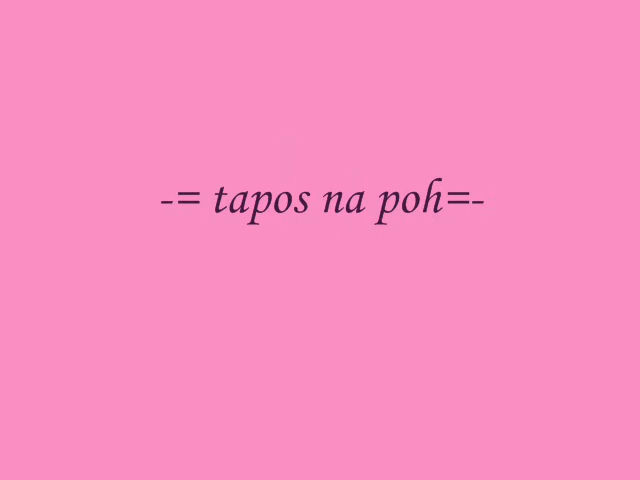 -= tapos na poh=-